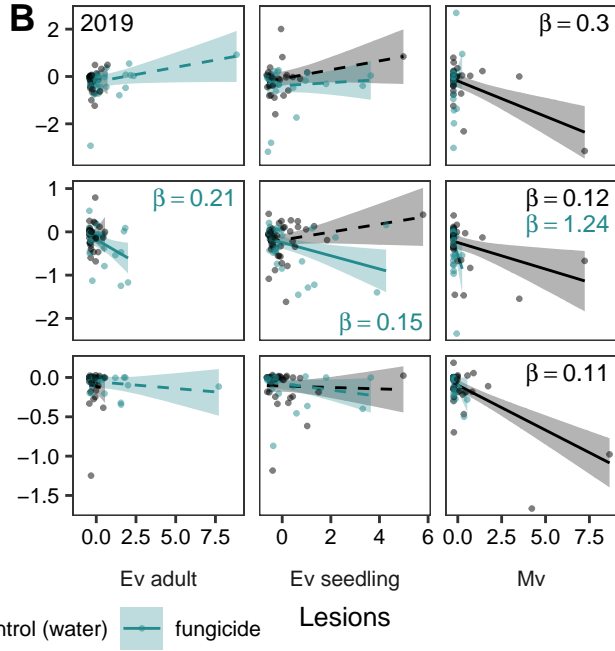 B
2019
β = 0.3
2
0
−2
β = 0.21
β = 0.15
β = 0.12
β = 1.24
1
0
−1
−2
β = 0.11
0.0
−0.5
−1.0
−1.5
0.0 2.5 5.0 7.5
0 2 4 6
0.0 2.5 5.0 7.5
Ev adult Ev seedling Mv
Lesions
ntrol (water) fungicide